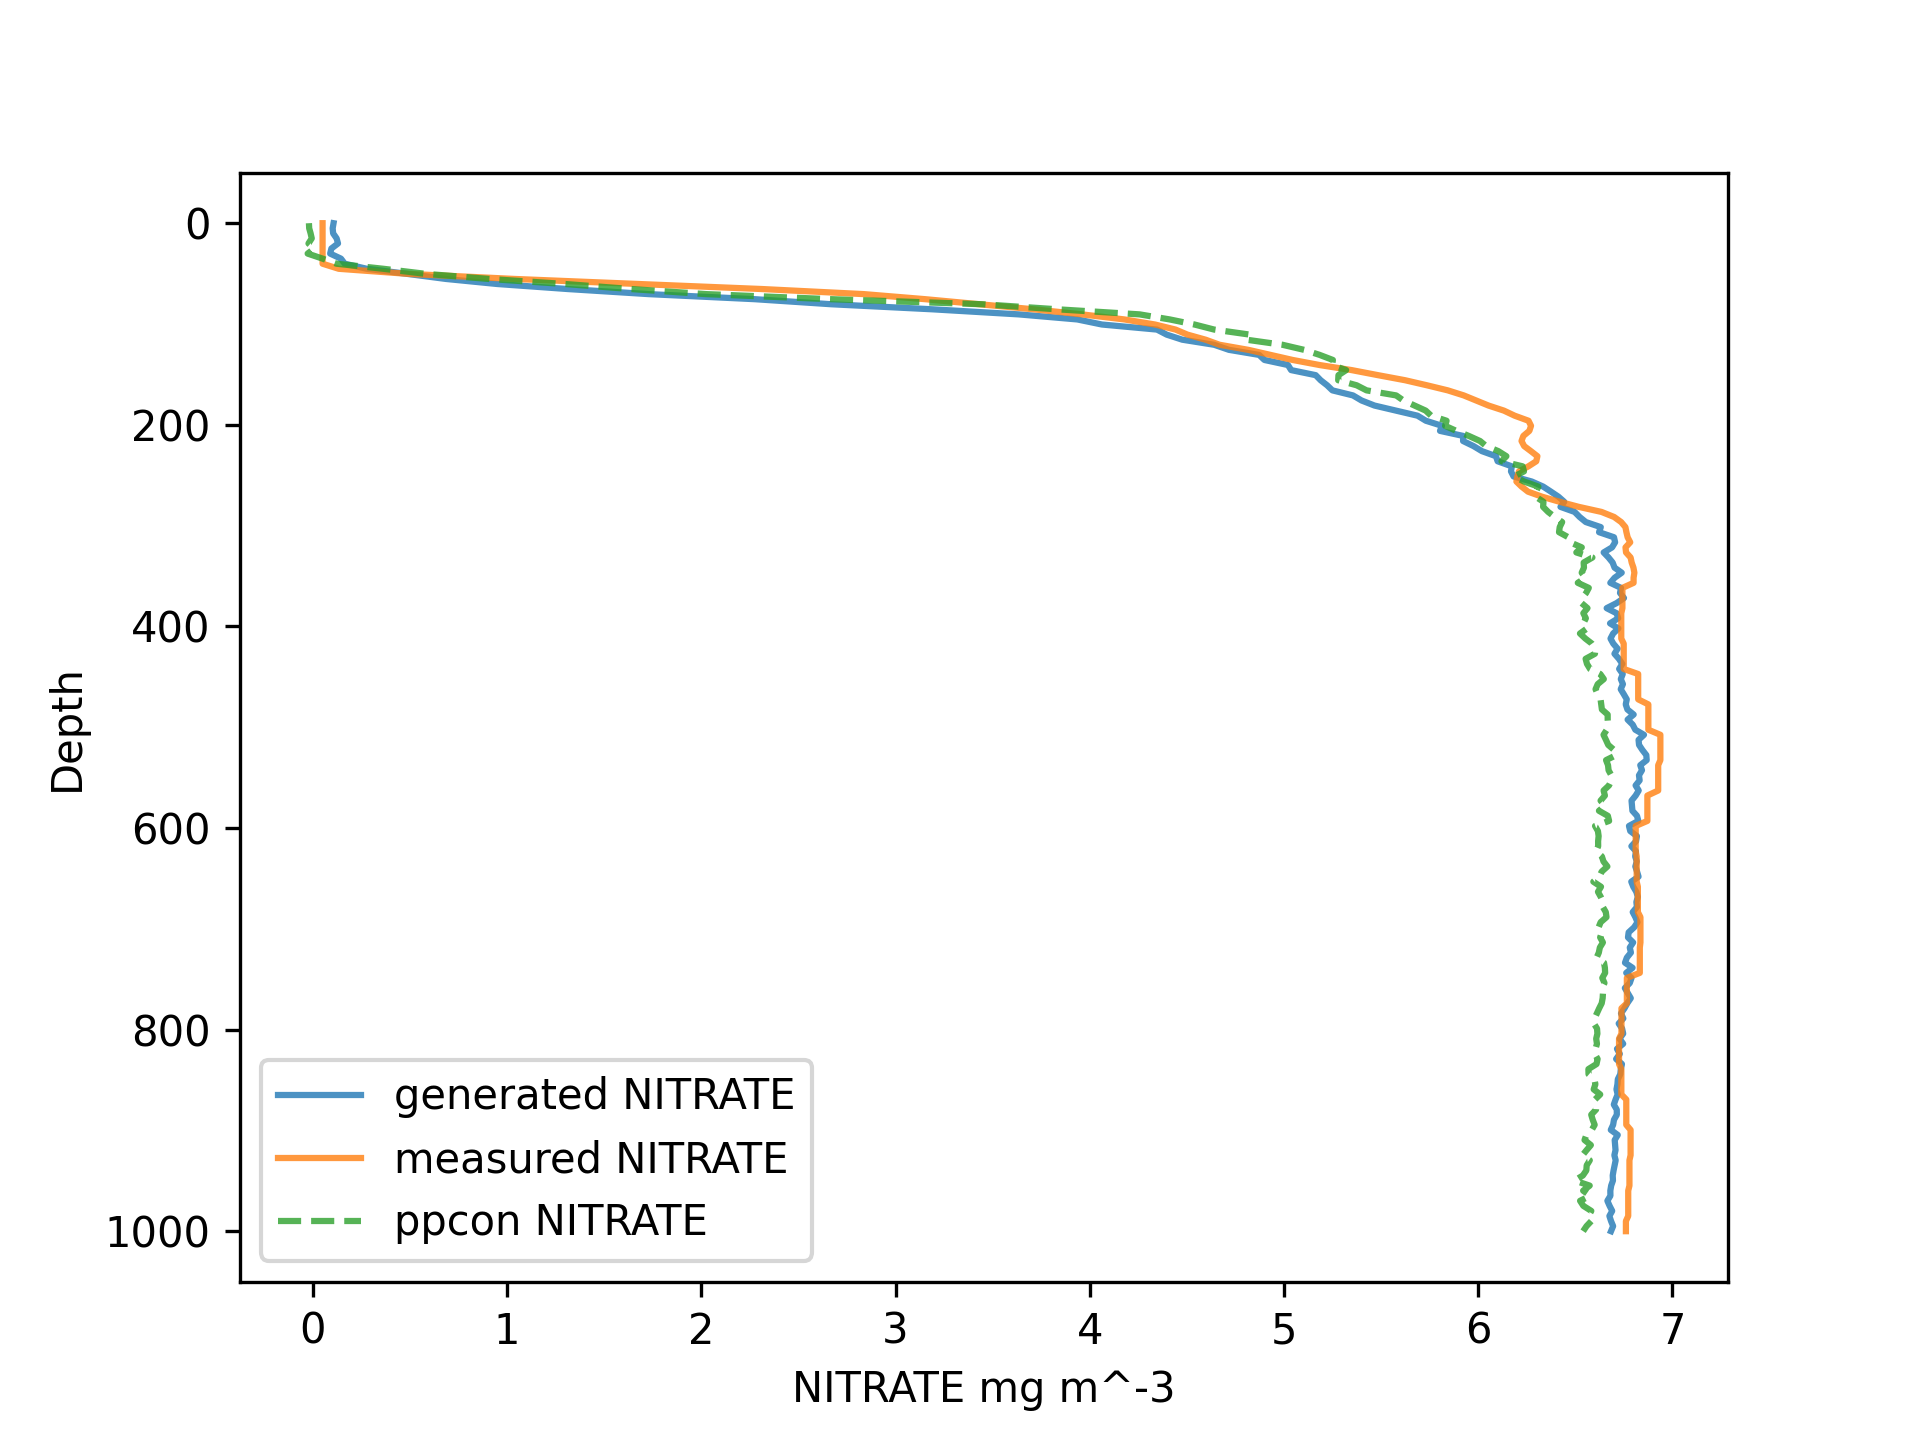 0
200
400
600
800
1000
Depth
generated NITRATE
measured NITRATE
ppcon NITRATE
0 1 2 3 4 5 6 7
NITRATE mg m^-3